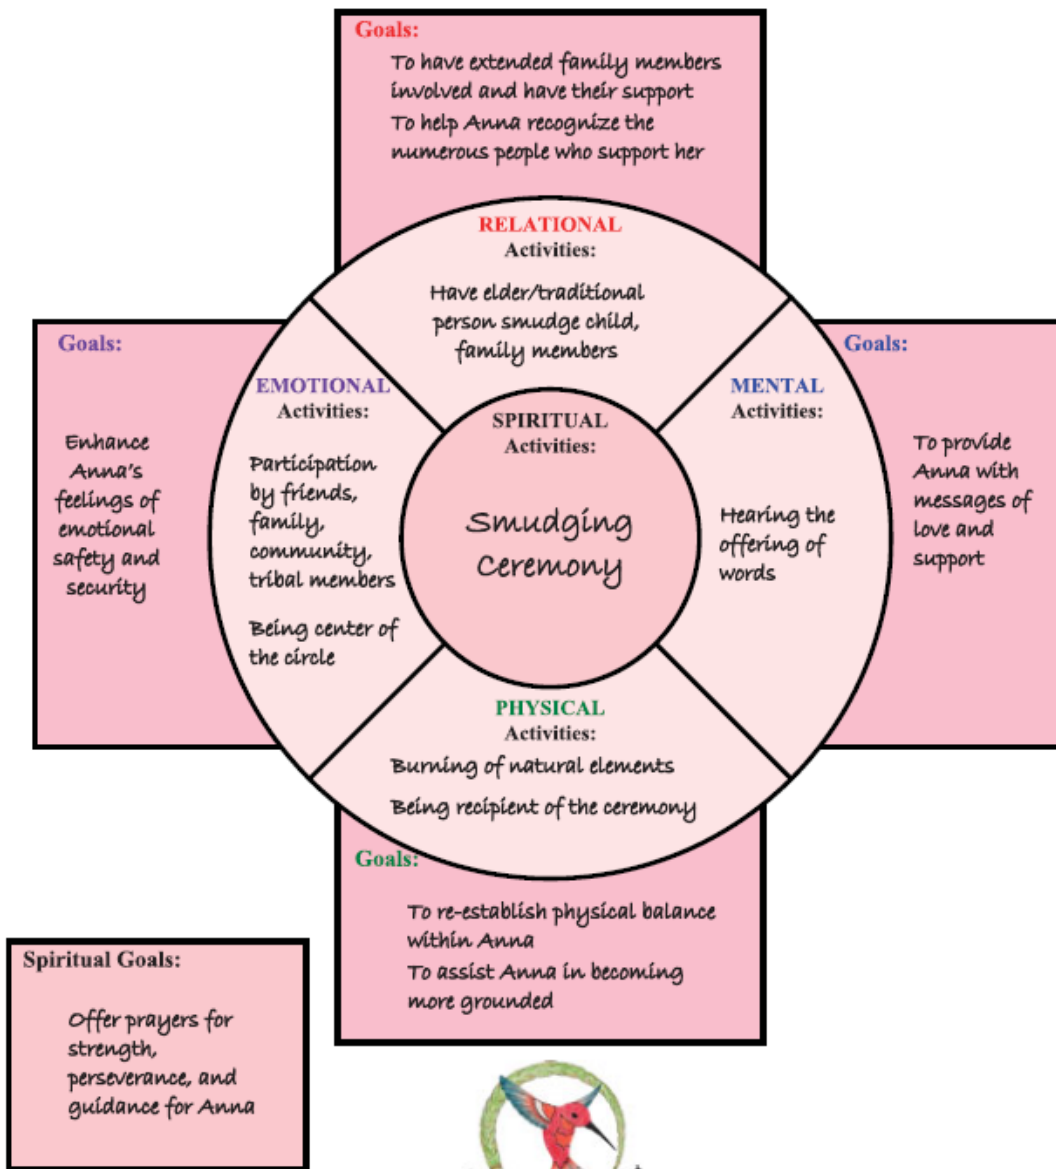 Goals:
To have extended family members
involved and have their support
To help Anna recognize the
numerous people who support her
RELATIONAL
Activities:
Have elder/traditional
person smudge child,
family members
Goals:
Enhance
Anna's
feelings of
emotional
safety and
security
EMOTIONAL
Activities:
Participation
by friends,
family,
community,
tribal members
Being center of
the circle
SPIRITUAL
Activities:
Smudging
Ceremony
MENTAL
Activities:
Hearing the
offering of
words
Goals:
To provide
Anna with
messages of
love and
support
PHYSICAL
Activities:
Burning of natural elements
Being recipient of the ceremony
Goals:
To re-establish physical balance
within Anna
To assist Anna in becoming
more grounded
Spiritual Goals:
Offer prayers for
strength,
perseverance, and
guidance for Anna